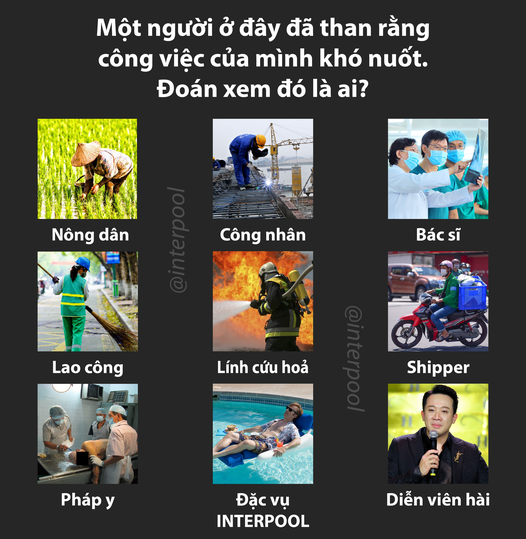 Một người ở đây đã than rằng
công việc của mình khó nuốt.
Đoán xem đó là ai?
Nông dân
Công nhân
Bác sĩ
@interpool
Lao công
Lính cứu hoả
Shipper
@interpool
Pháp y
Đặc vụ
INTERPOOL
Diễn viên hài